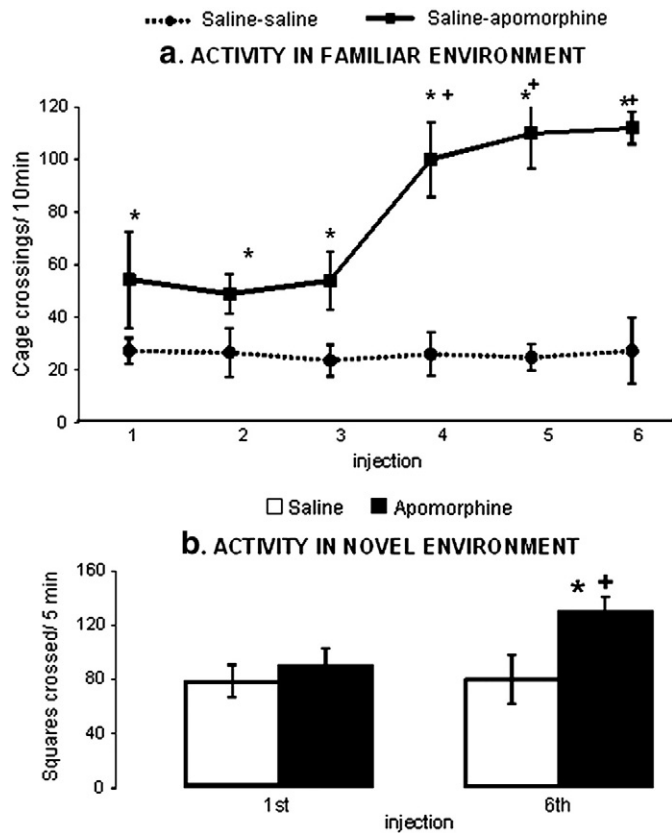 Saline-saline Saline-apomorphine
a. ACTIVITY IN FAMILIAR ENVIRONMENT
* + *+ *+
* * *
Cage crossings/ 10min
120
100
80
60
40
20
0
1 2 3 4 5 6
injection
Saline Apomorphine
b. ACTIVITY IN NOVEL ENVIRONMENT
* +
Squares crossed/ 5 min
160
120
80
40
0
1st 6th
injection